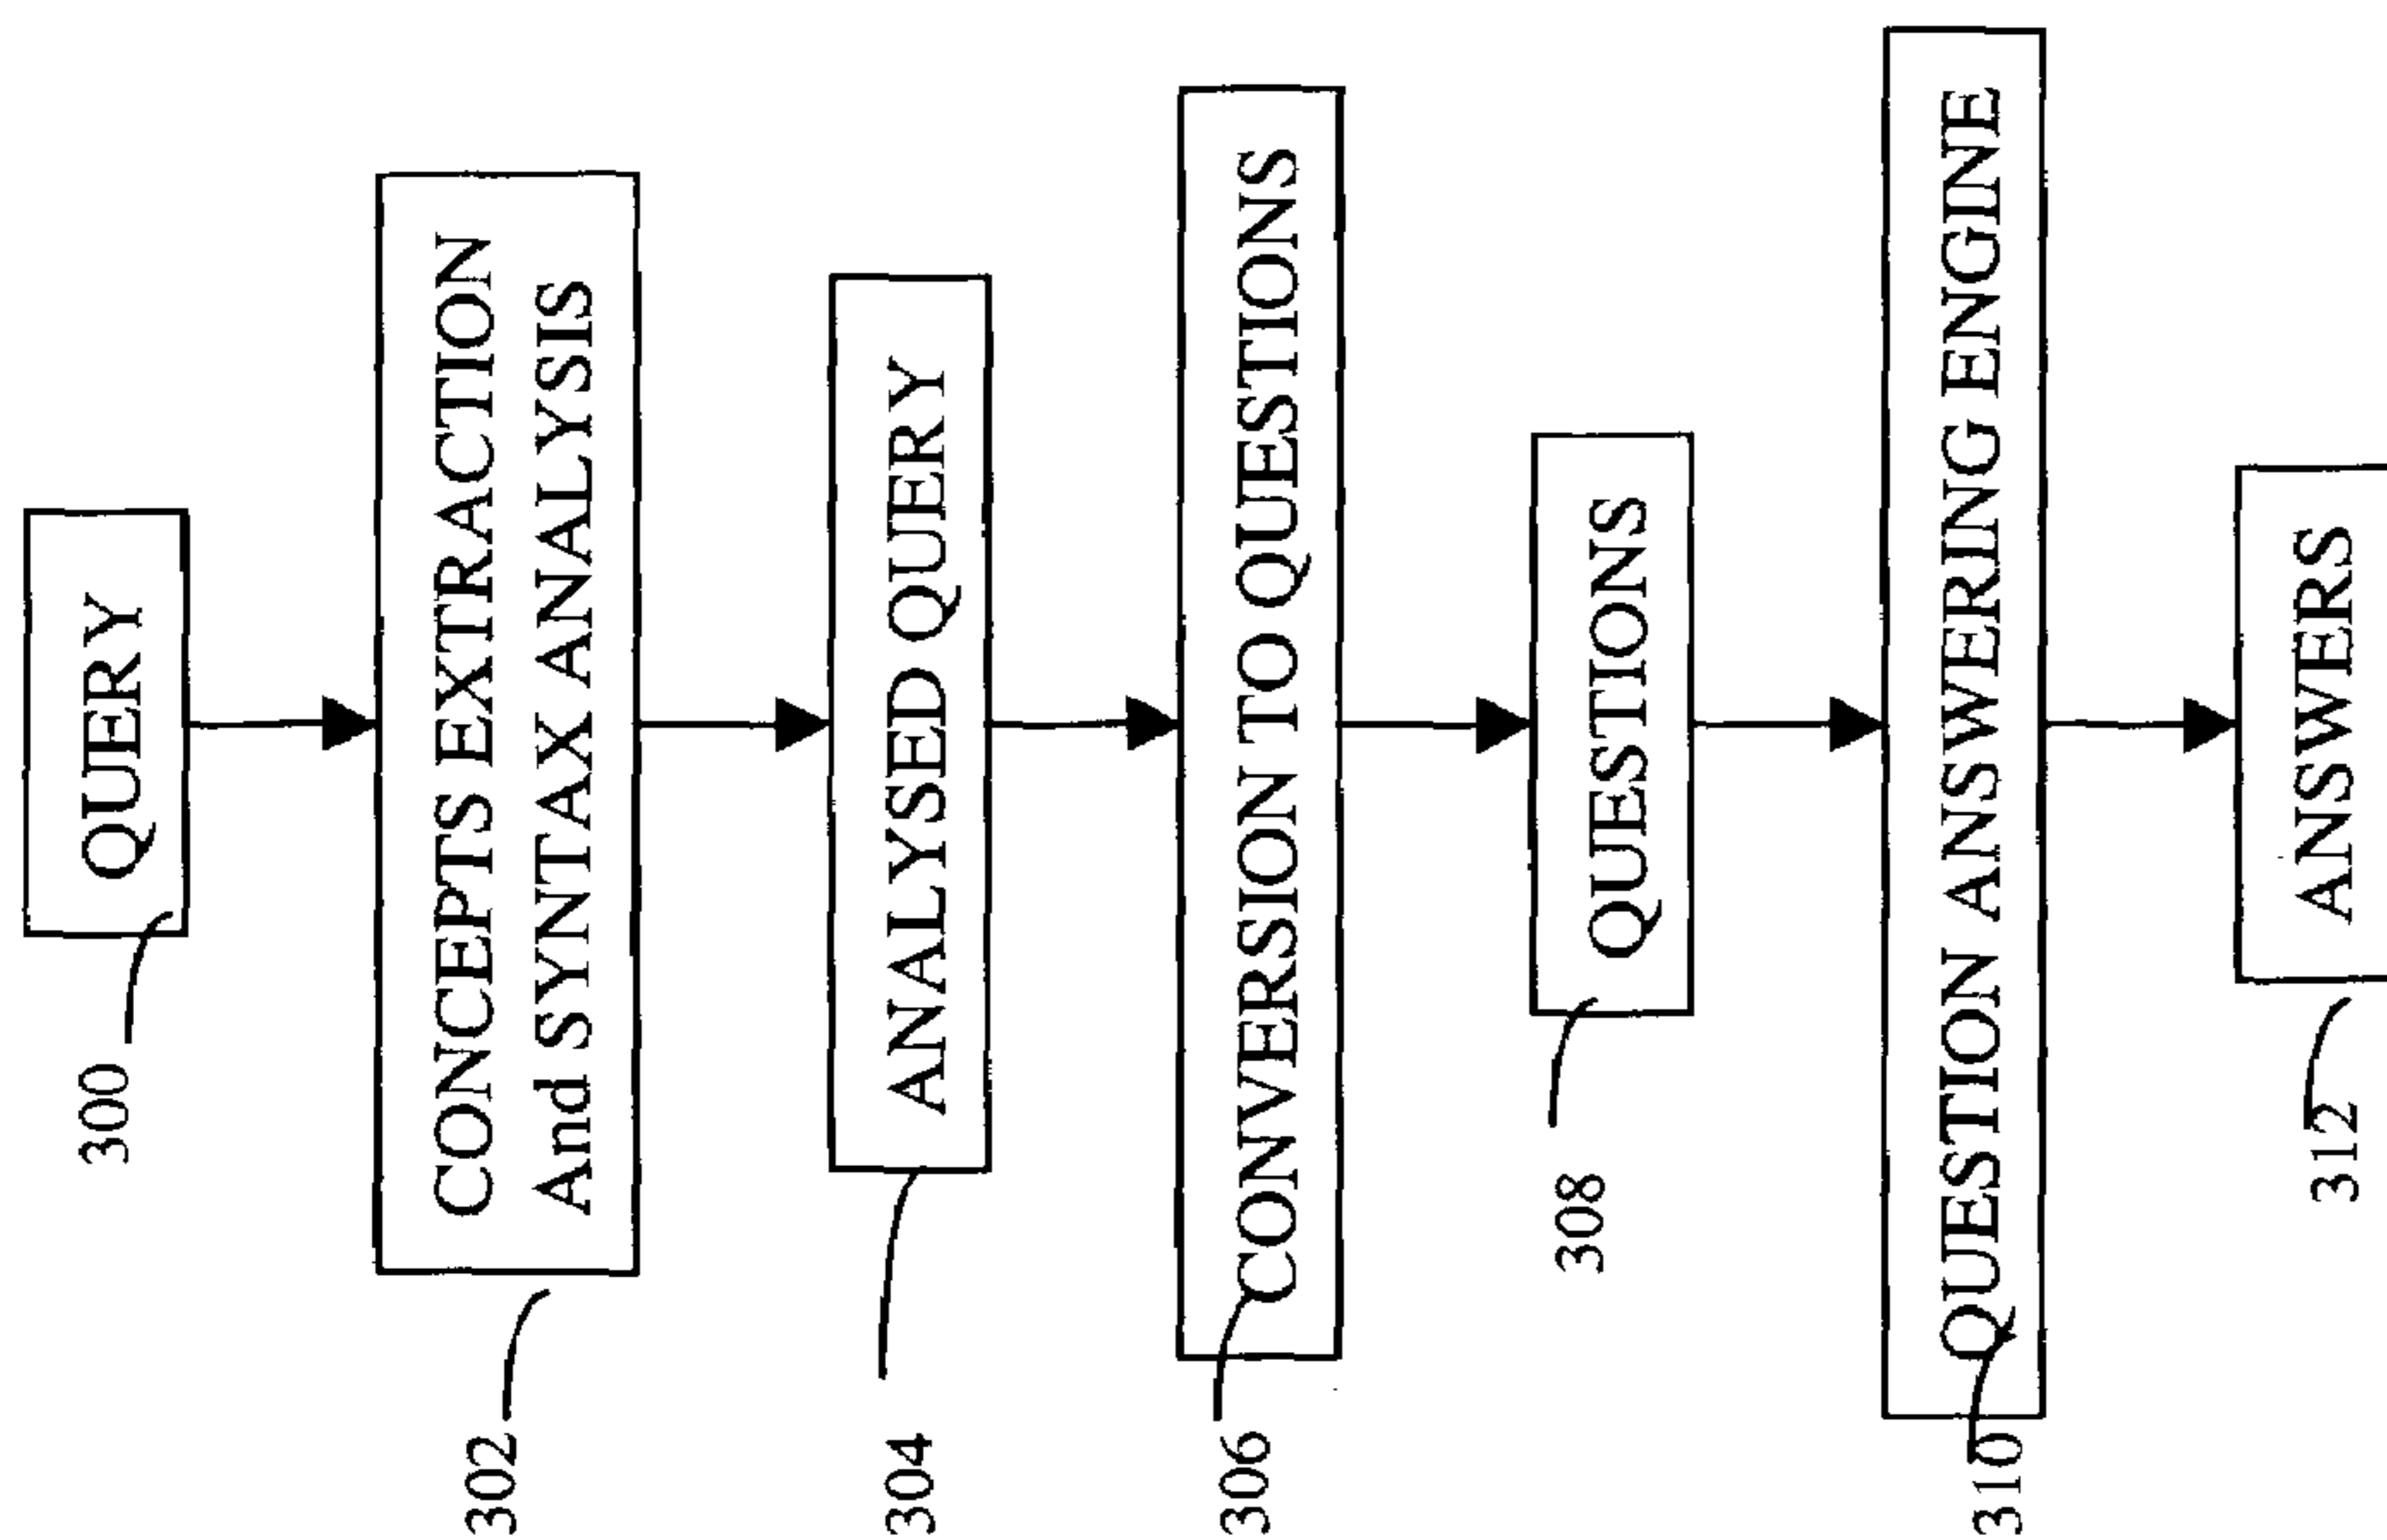 QUERY
300
CONCEPTS EXTRACTION
And SYNTAX ANALYSIS
302
ANALYSED QUERY
304
CONVERSION TO QUESTIONS
306
QUESTIONS
308
QUESTION ANSWERING ENGINE
310
ANSWERS
312